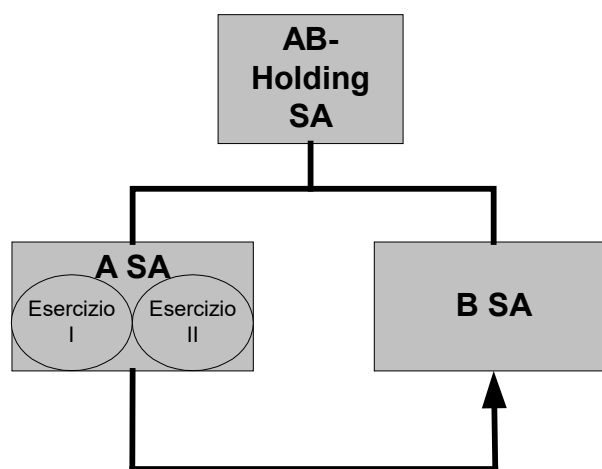 AB-
Holding
SA
A SA
Esercizio
I
Esercizio
II
B SA